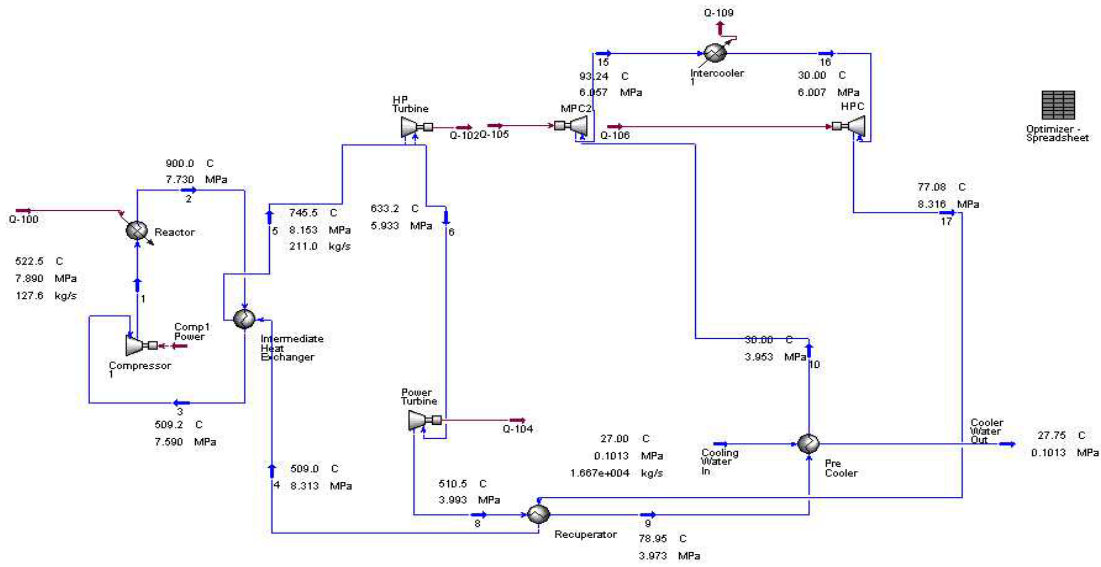 Q-109
15
16
Intercooler
1
93.24 C
6.057 MPa
30.00 C
6.007 MPa
HP
Turbine
MPC2
HPC
Q-102
Q-105
Q-106
Optimizer -
Spreadsheet
900.0 C
7.730 MPa
2
Q-100
Reactor
745.5 C
8.153 MPa
211.0 kg/s
5
633.2 C
5.933 MPa
6
77.08 C
8.316 MPa
17
522.5 C
7.890 MPa
127.6 kg/s
1
Comp1
Power
Compressor
1
Intermediate
Heat
Exchanger
30.00 C
3.953 MPa
10
3
509.2 C
7.590 MPa
Power
Turbine
Q-104
27.00 C
0.1013 MPa
1.667e+004 kg/s
Cooling
Water
In
Pre
Cooler
Cooler
Water
Out
27.75 C
0.1013 MPa
509.0 C
8.313 MPa
4
510.5 C
3.993 MPa
8
Recuperator
9
78.95 C
3.973 MPa